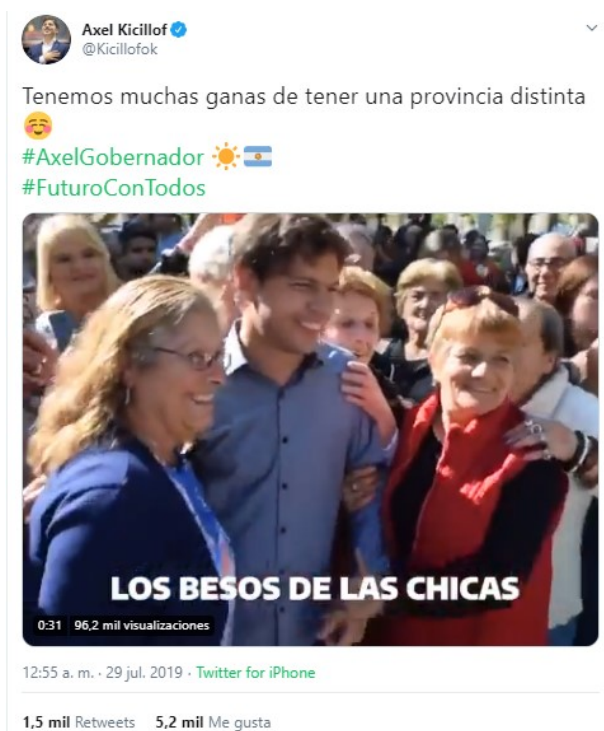 Axel Kicillof
@Kicillofok
Tenemos muchas ganas de tener una provincia distinta
☺️
#AxelGobernador ☀️🇦🇷
#FuturoConTodos
LOS BESOS DE LAS CHICAS
0:31 96,2 mil visualizaciones
12:55 a. m. · 29 jul. 2019 · Twitter for iPhone
1,5 mil Retweets 5,2 mil Me gusta